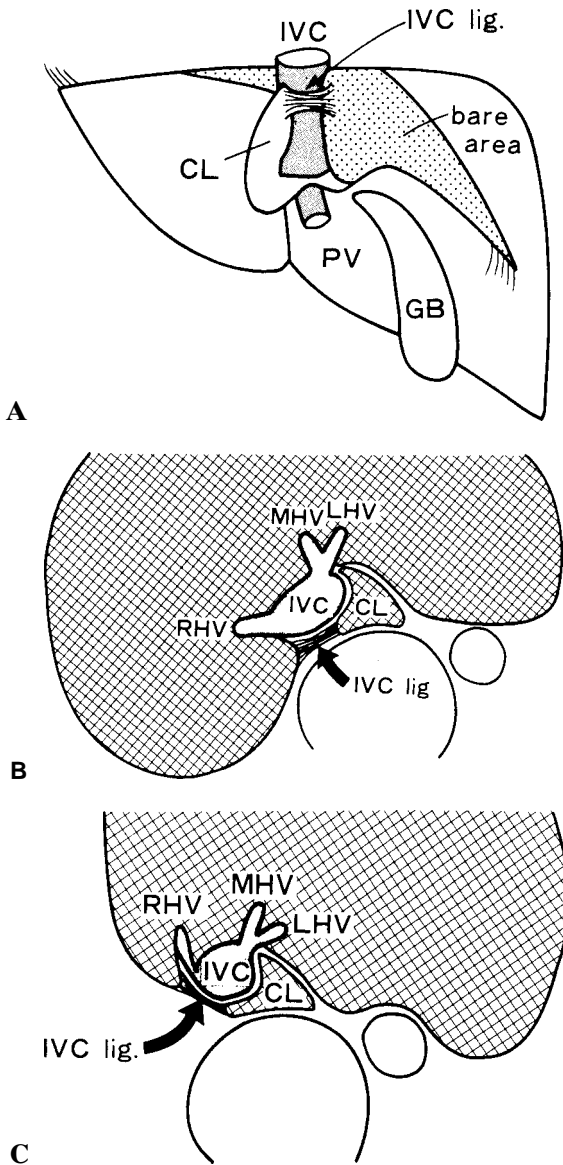 IVC
IVC lig.
bare
area
CL
PV
GB
A
MHV LHV
IVC
CL
RHV
IVC lig
B
MHV
RHV
LHV
IVC
CL
IVC lig.
C